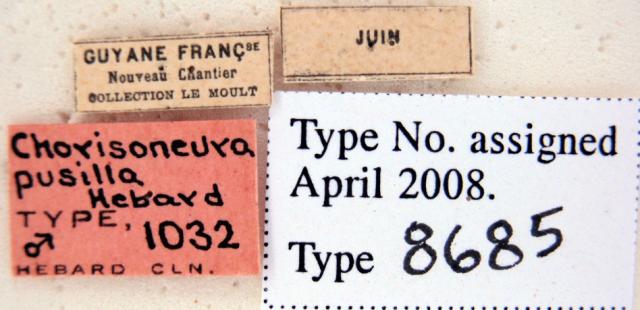 GUYANE FRANÇSE
Nouveau Chantier
COLLECTION LE MOULT
JUIN
Chorisoneura
pusilla
Hebard
TYPE,
♂ 1032
HEBARD CLN.
Type No. assigned
April 2008.
Type 8685